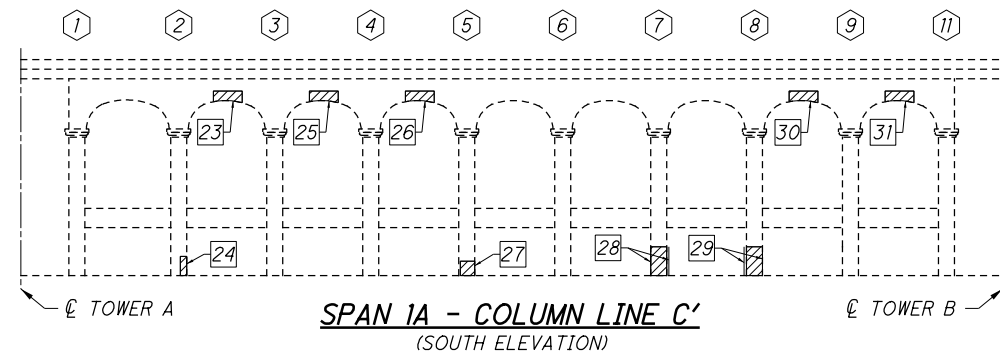 1 2 3 4 5 6 7 8 9 11
23 25 26 30 31
24 27 28 29
℄ TOWER A
SPAN 1A - COLUMN LINE C'
(SOUTH ELEVATION)
℄ TOWER B